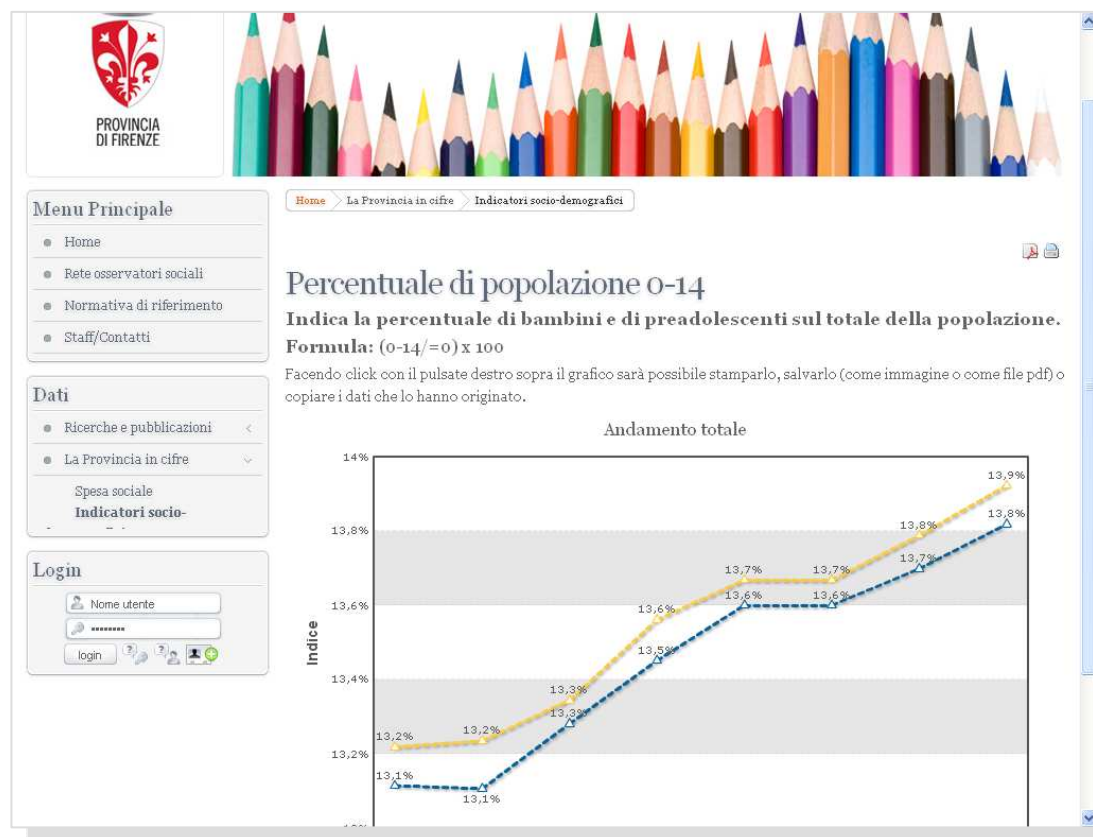 PROVINCIA
DI FIRENZE
Menu Principale
Home
Rete osservatori sociali
Normativa di riferimento
Staff/Contatti
Dati
Ricerche e pubblicazioni
La Provincia in cifre
Spesa sociale
Indicatori socio-
Login
Nome utente
login
Home La Provincia in cifre Indicatori socio-demografici
Percentuale di popolazione 0-14
Indica la percentuale di bambini e di preadolescenti sul totale della popolazione.
Formula: (0-14/=0) x 100
Facendo click con il pulsate destro sopra il grafico sarà possibile stamparlo, salvarlo (come immagine o come file pdf) o
copiare i dati che lo hanno originato.
Andamento totale
14%
13,8%
13,6%
13,4%
13,2%
Indice
13,2% 13,2% 13,3% 13,6% 13,7% 13,7% 13,8% 13,9%
13,1% 13,1% 13,3% 13,5% 13,6% 13,6% 13,7% 13,8%